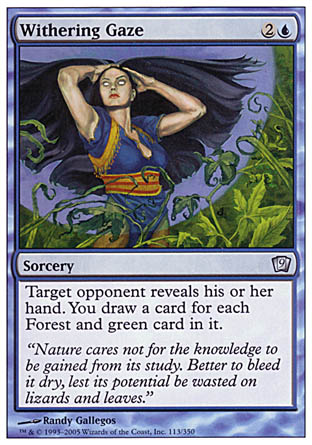 Withering Gaze 2
Sorcery 9
Target opponent reveals his or her
hand. You draw a card for each
Forest and green card in it.
“Nature cares not for the knowledge to
be gained from its study. Better to bleed
it dry, lest its potential be wasted on
lizards and leaves.”
Randy Gallegos
™ & © 1993–2005 Wizards of the Coast, Inc. 113/350